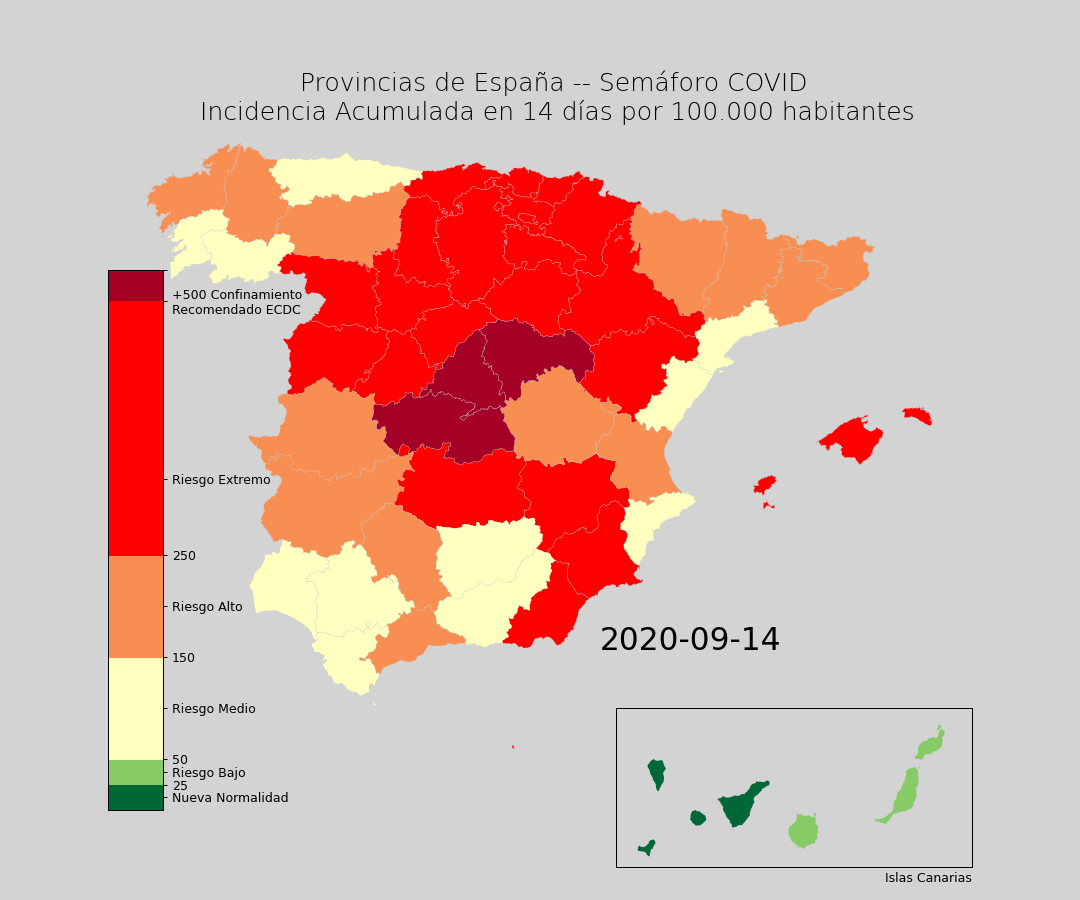 Provincias de España -- Semáforo COVID
Incidencia Acumulada en 14 días por 100.000 habitantes
+500 Confinamiento
Recomendado ECDC
Riesgo Extremo
250
Riesgo Alto
150
Riesgo Medio
50
Riesgo Bajo
25
Nueva Normalidad
2020-09-14
Islas Canarias